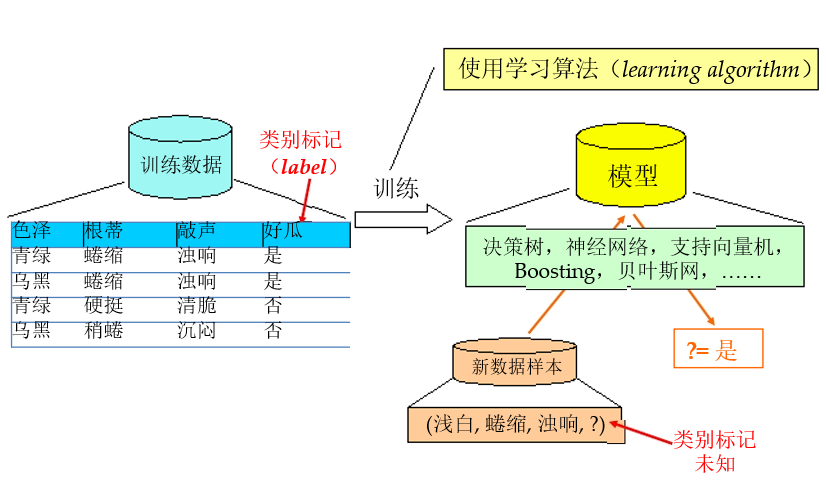 使用学习算法（learning algorithm）
类别标记
（label）
训练数据
训练
模型
色泽 根蒂 敲声 好瓜
青绿 蜷缩 浊响 是
乌黑 蜷缩 浊响 是
青绿 硬挺 清脆 否
乌黑 稍蜷 沉闷 否
决策树，神经网络，支持向量机，
Boosting，贝叶斯网，……
?= 是
新数据样本
(浅白, 蜷缩, 浊响, ?)
类别标记
未知